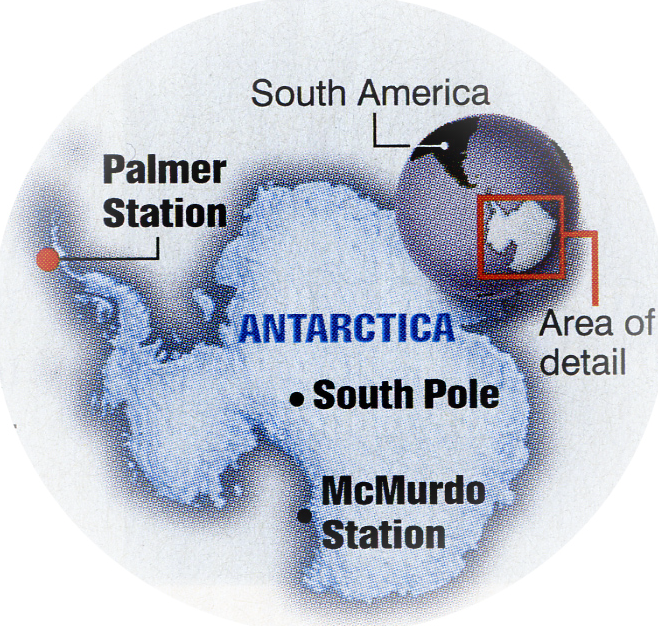 South America
Palmer
Station
ANTARCTICA
Area of
detail
South Pole
McMurdo
Station